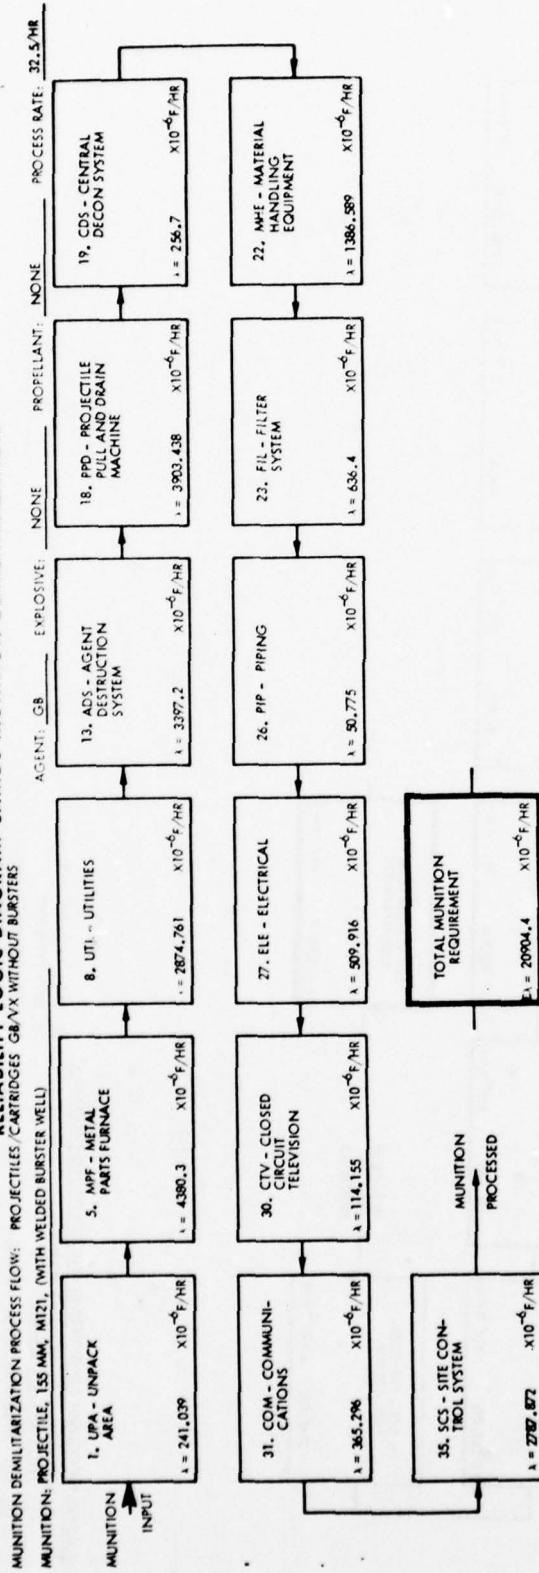 MUNITION DEMILITARIZATION PROCESS FLOW: PROJECTILES/CARTRIDGES GB/VX WITHOUT BURSTERS
MUNITION: PROJECTILE, 155 MM, M121, (WITH WELDED BURSTER WELL)
AGENT: GB EXPLOSIVE: NONE PROPELLANT: NONE PROCESS RATE: 32.5/HR
MUNITION
INPUT
1. UPA - UNPACK
AREA
λ = 241.039 X10⁻⁶F/HR
5. MPF - METAL
PARTS FURNACE
λ = 4380.3 X10⁻⁶F/HR
8. UTL - UTILITIES
λ = 2874.761 X10⁻⁶F/HR
13. ADS - AGENT
DESTRUCTION
SYSTEM
λ = 3397.2 X10⁻⁶F/HR
18. PPD - PROJECTILE
PULL AND DRAIN
MACHINE
λ = 3903.438 X10⁻⁶F/HR
19. CDS - CENTRAL
DECON SYSTEM
λ = 256.7 X10⁻⁶F/HR
22. MHE - MATERIAL
HANDLING
EQUIPMENT
λ = 1386.589 X10⁻⁶F/HR
23. FIL - FILTER
SYSTEM
λ = 636.4 X10⁻⁶F/HR
26. PIP - PIPING
λ = 50.775 X10⁻⁶F/HR
27. ELE - ELECTRICAL
λ = 509.916 X10⁻⁶F/HR
30. CTV - CLOSED
CIRCUIT
TELEVISION
λ = 114.155 X10⁻⁶F/HR
31. COM - COMMUNI-
CATIONS
λ = 365.296 X10⁻⁶F/HR
35. SCS - SITE CON-
TROL SYSTEM
λ = 2787.872 X10⁻⁶F/HR
MUNITION
PROCESSED
TOTAL MUNITION
REQUIREMENT
Σλ = 20904.4 X10⁻⁶F/HR